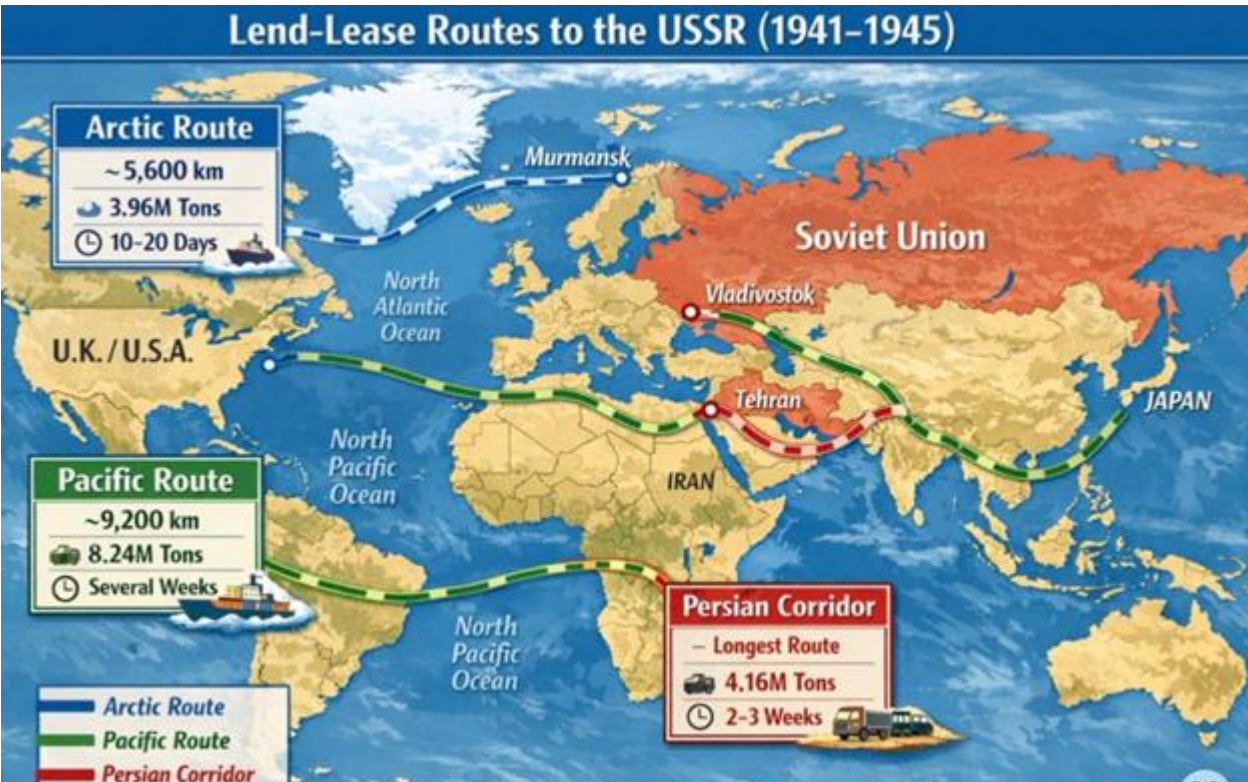 Lend-Lease Routes to the USSR (1941–1945)
Arctic Route
~5,600 km
3.96M Tons
10-20 Days
Murmansk
Soviet Union
North
Atlantic
Ocean
Vladivostok
U.K. / U.S.A.
Tehran
JAPAN
North
Pacific
Ocean
IRAN
Pacific Route
~9,200 km
8.24M Tons
Several Weeks
North
Pacific
Ocean
Persian Corridor
– Longest Route
4.16M Tons
2-3 Weeks
Arctic Route
Pacific Route
Persian Corridor